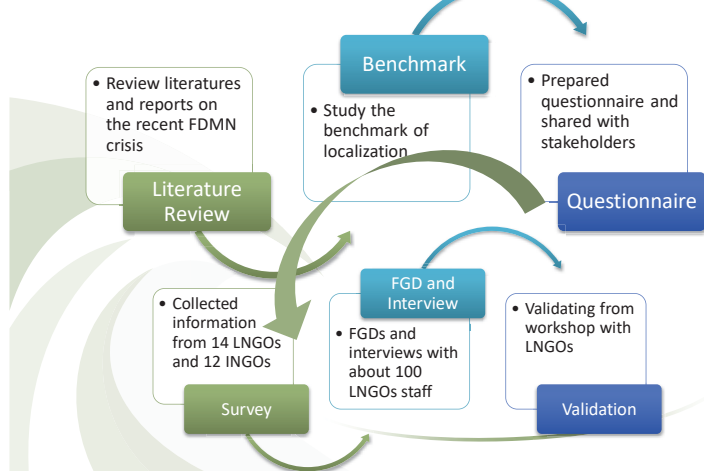 • Review literatures
and reports on
the recent FDMN
crisis
Literature
Review
Benchmark
• Study the
benchmark of
localization
• Prepared
questionnaire and
shared with
stakeholders
Questionnaire
• Collected
information
from 14 LNGOs
and 12 INGOs
Survey
FGD and
Interview
• FGDs and
interviews with
about 100
LNGOs staff
• Validating from
workshop with
LNGOs
Validation